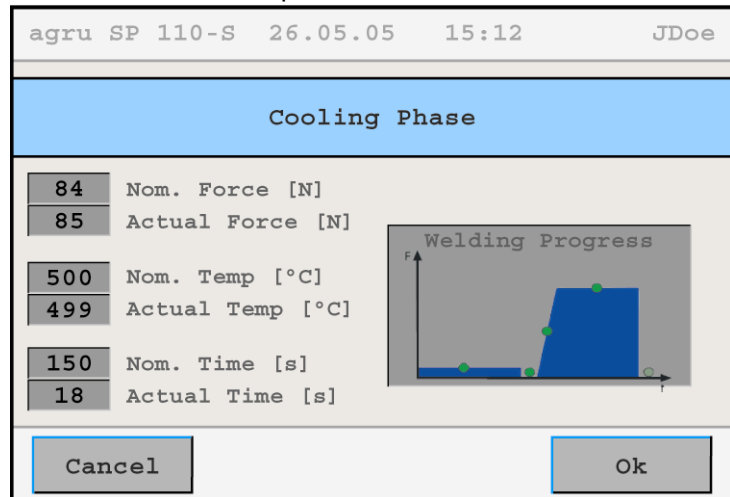 agru SP 110-S 26.05.05 15:12 JDoe
Cooling Phase
84 Nom. Force [N]
85 Actual Force [N]
500 Nom. Temp [°C]
499 Actual Temp [°C]
150 Nom. Time [s]
18 Actual Time [s]
Welding Progress
F
t
Cancel Ok